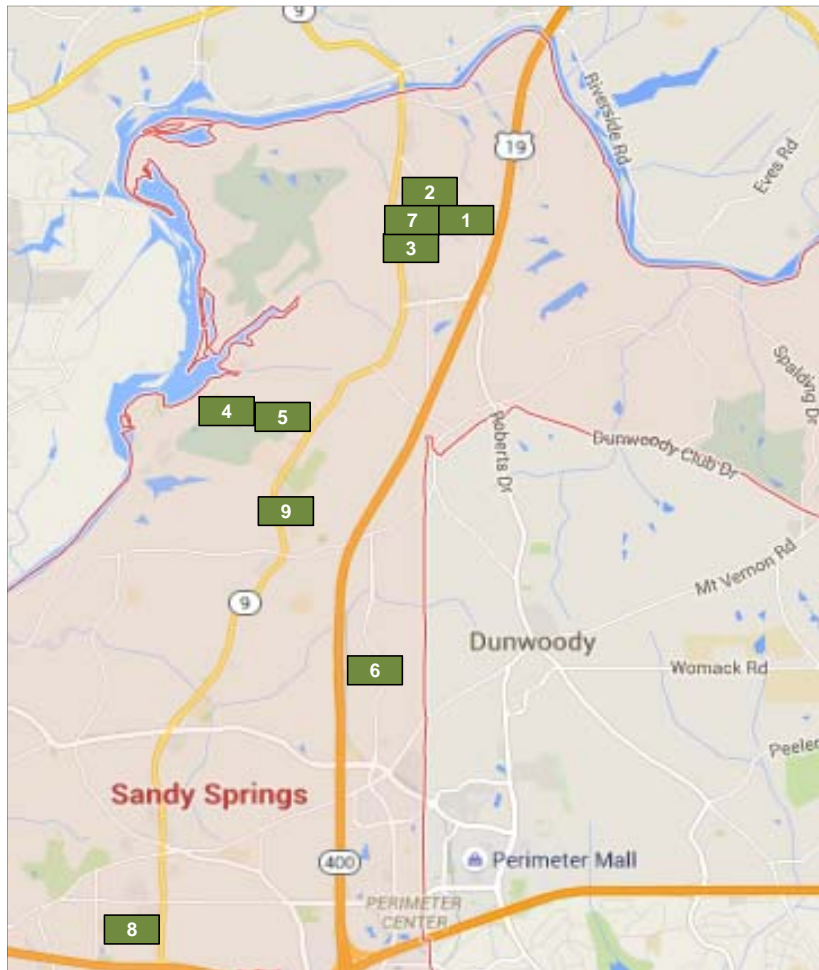 9
19
Riverside Rd
Eves Rd
2
7
1
3
Spalding Dr
4
5
Roberts Dr
Dunwoody Club Dr
9
Mt Vernon Rd
9
Dunwoody
6
Womack Rd
Peeler
Sandy Springs
400
Perimeter Mall
PERIMETER
CENTER
8